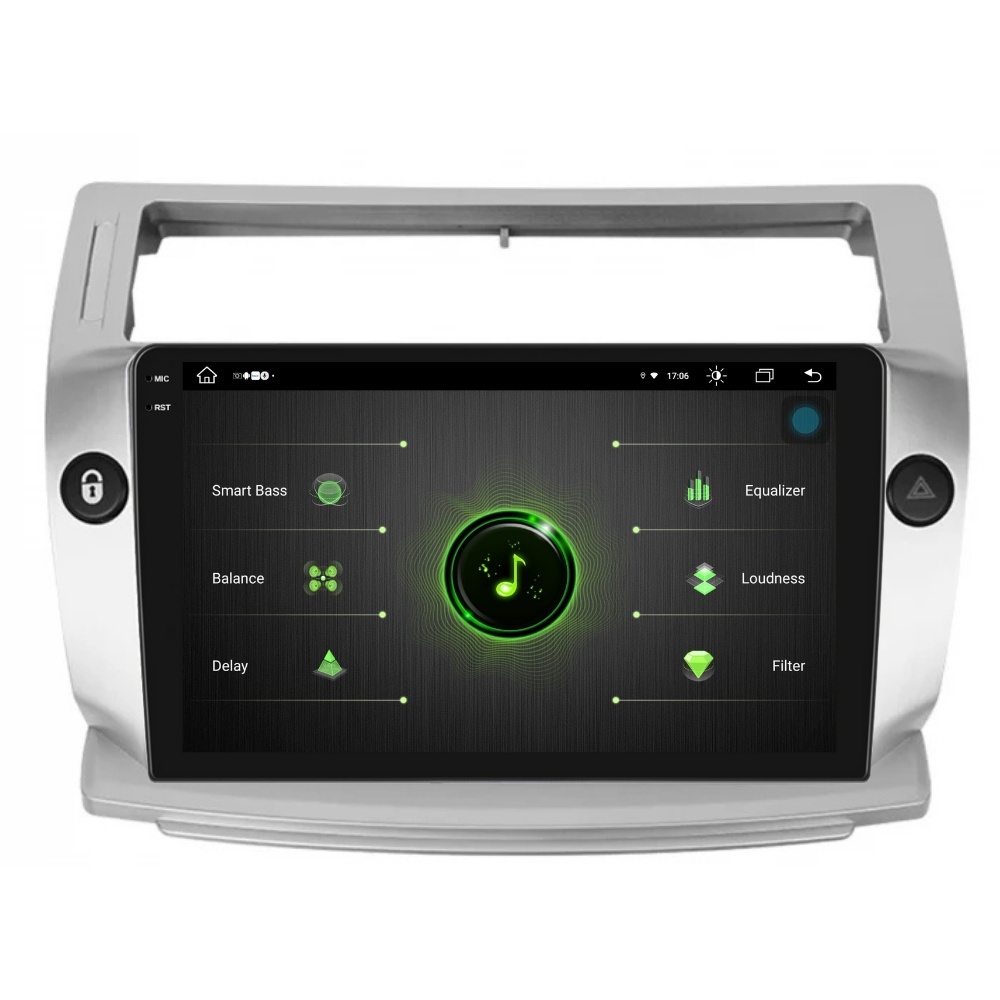 MIC
17:06
RST
Smart Bass
Equalizer
Balance
Loudness
Delay
Filter